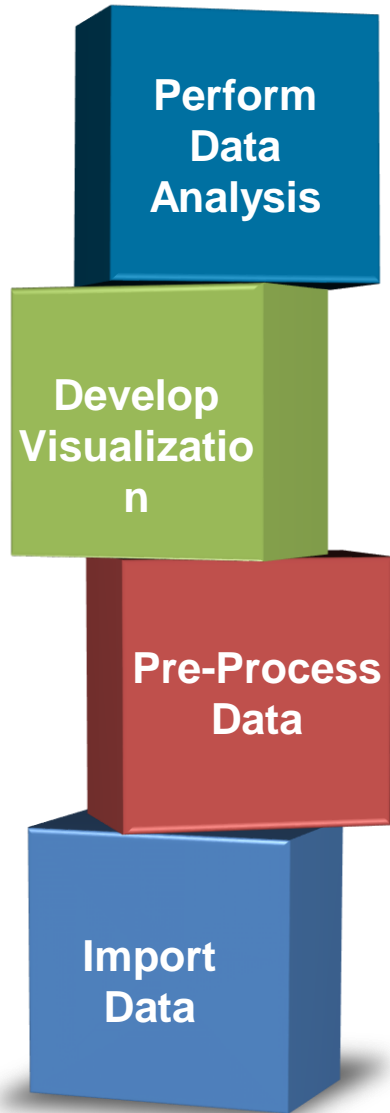 Perform
Data
Analysis
Develop
Visualizatio
n
Pre-Process
Data
Import
Data